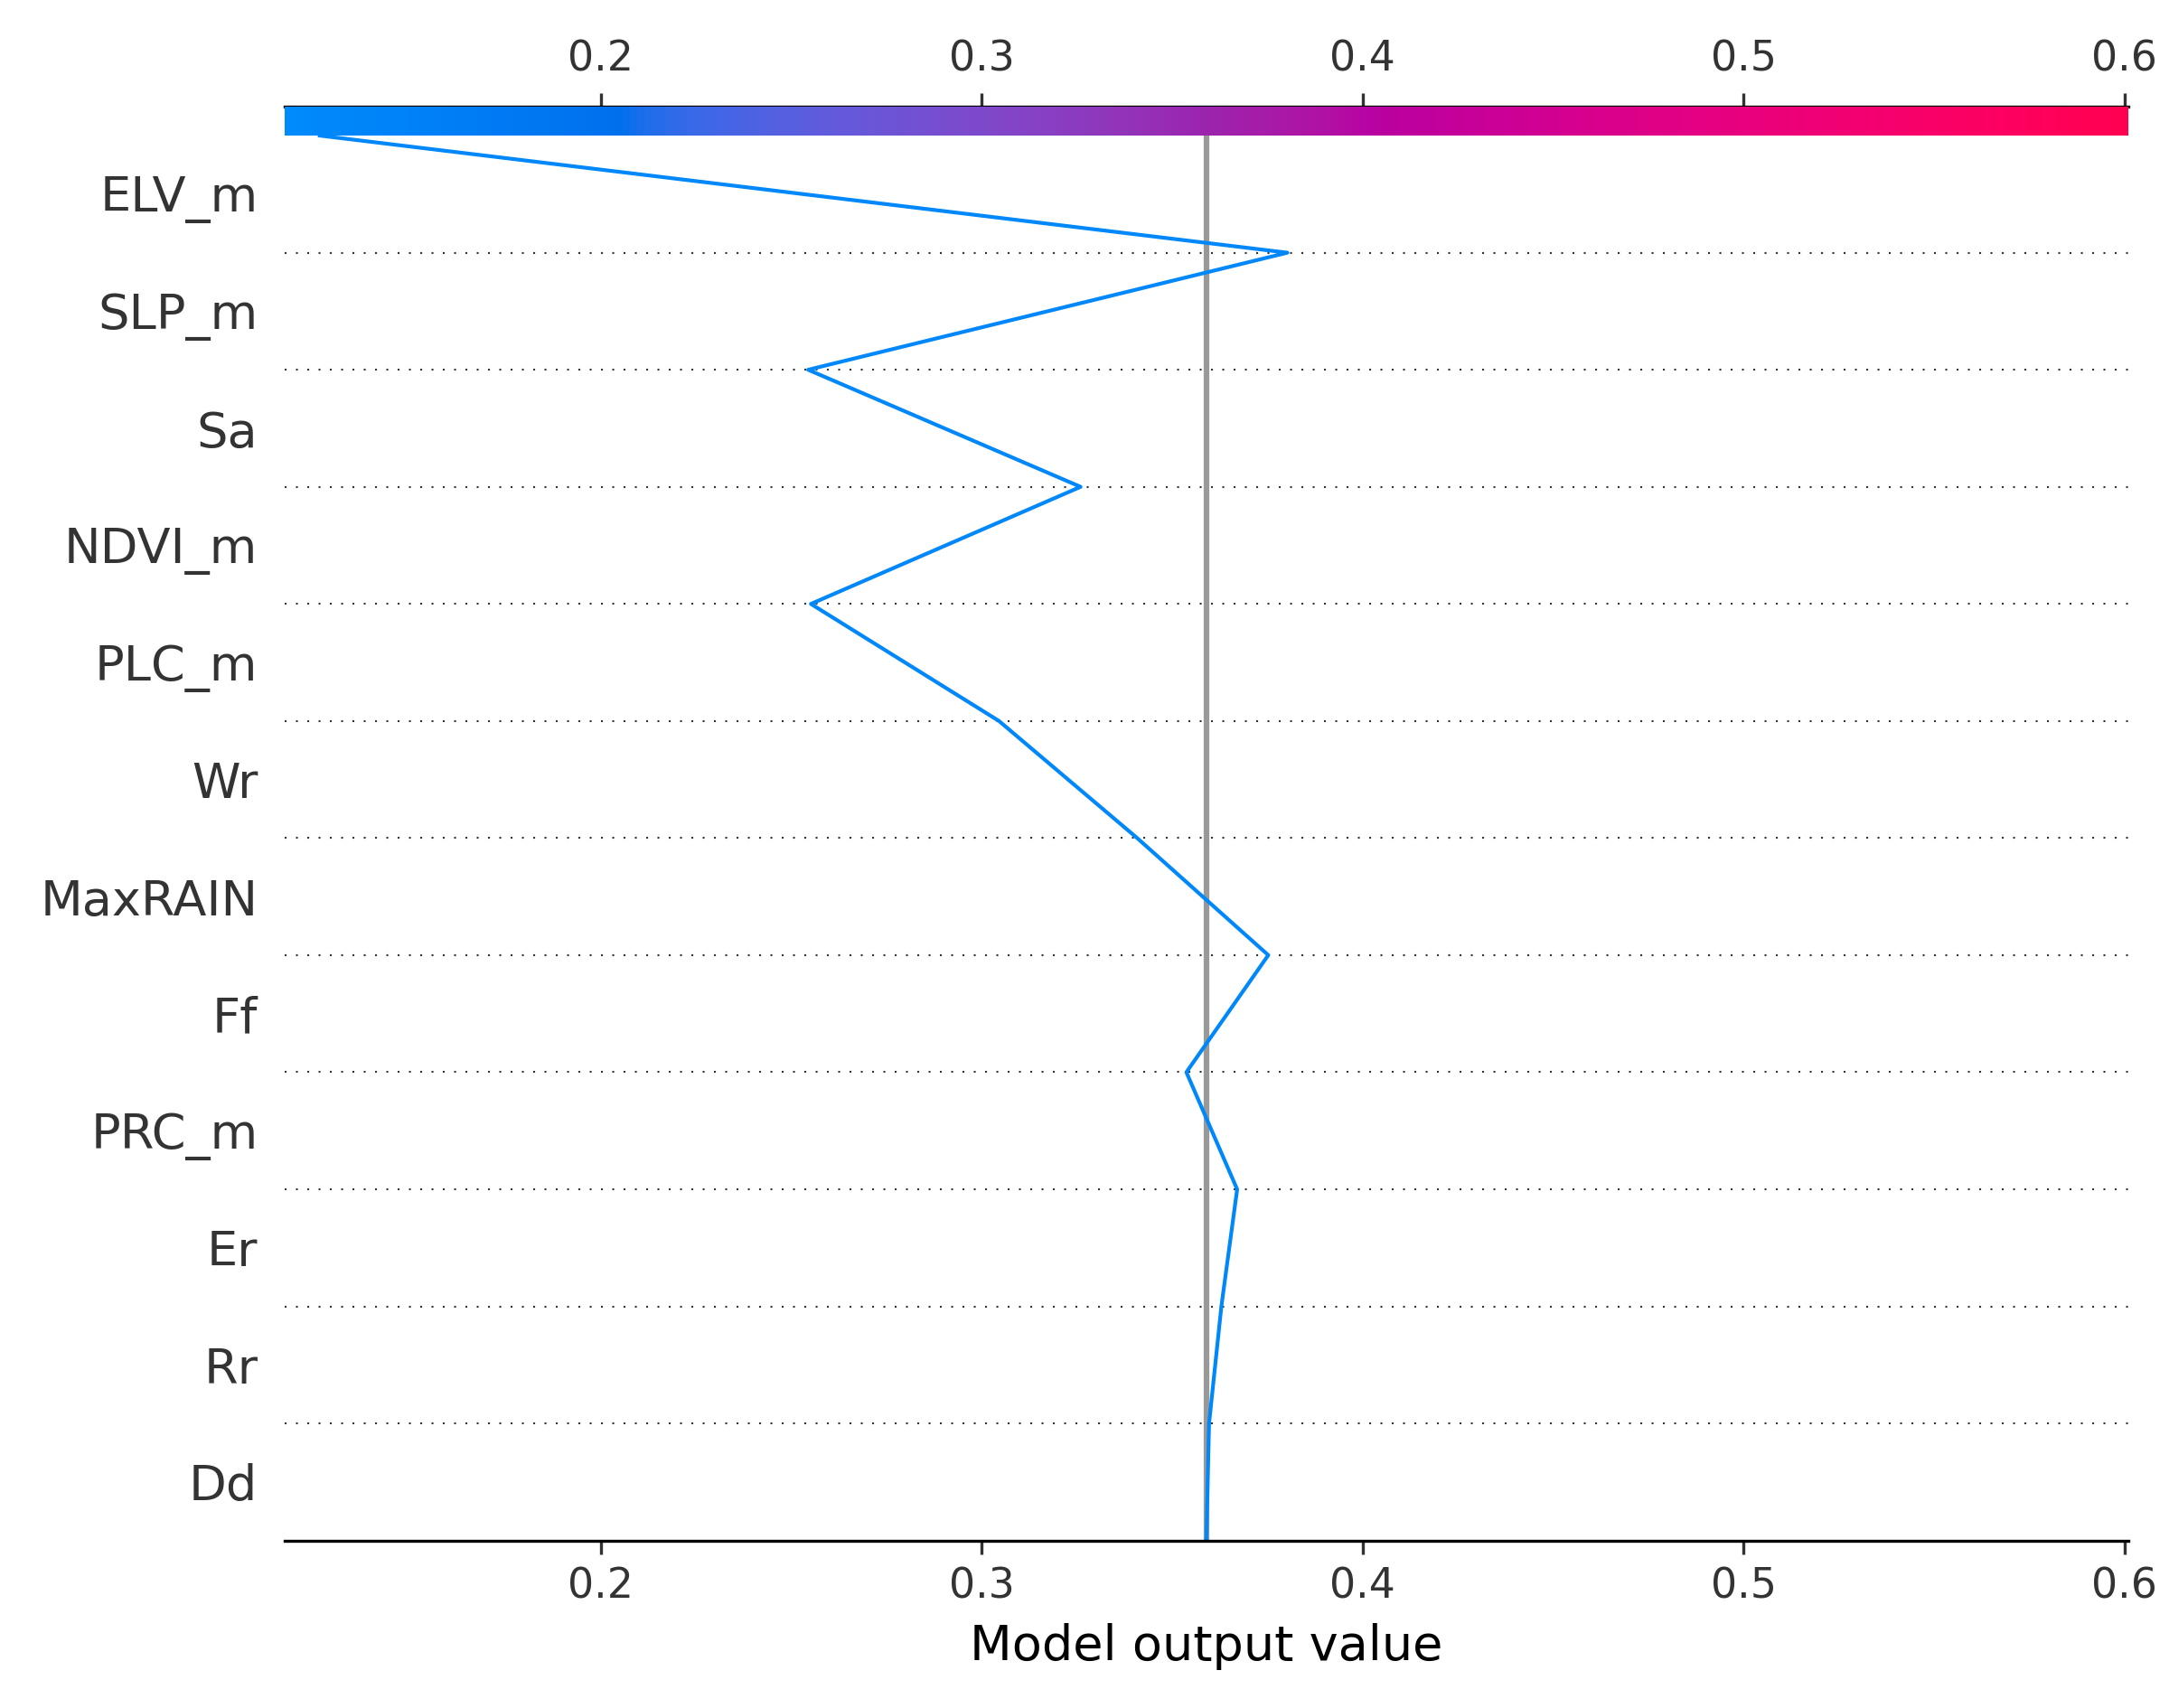 0.2 0.3 0.4 0.5 0.6
ELV_m
SLP_m
Sa
NDVI_m
PLC_m
Wr
MaxRAIN
Ff
PRC_m
Er
Rr
Dd
0.2 0.3 0.4 0.5 0.6
Model output value